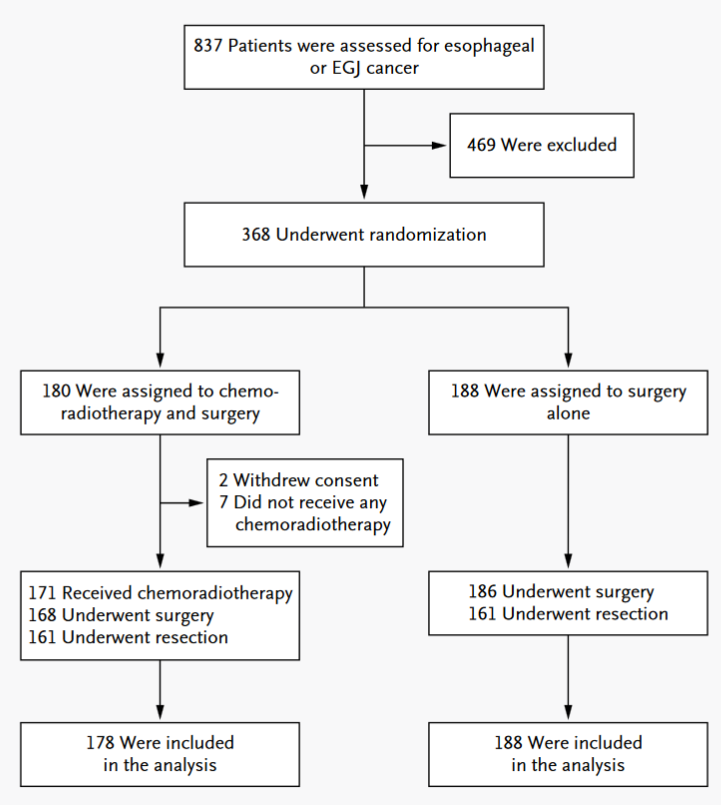 837 Patients were assessed for esophageal
or EGJ cancer
469 Were excluded
368 Underwent randomization
180 Were assigned to chemo-
radiotherapy and surgery
188 Were assigned to surgery
alone
2 Withdrew consent
7 Did not receive any
chemoradiotherapy
171 Received chemoradiotherapy
168 Underwent surgery
161 Underwent resection
186 Underwent surgery
161 Underwent resection
178 Were included
in the analysis
188 Were included
in the analysis